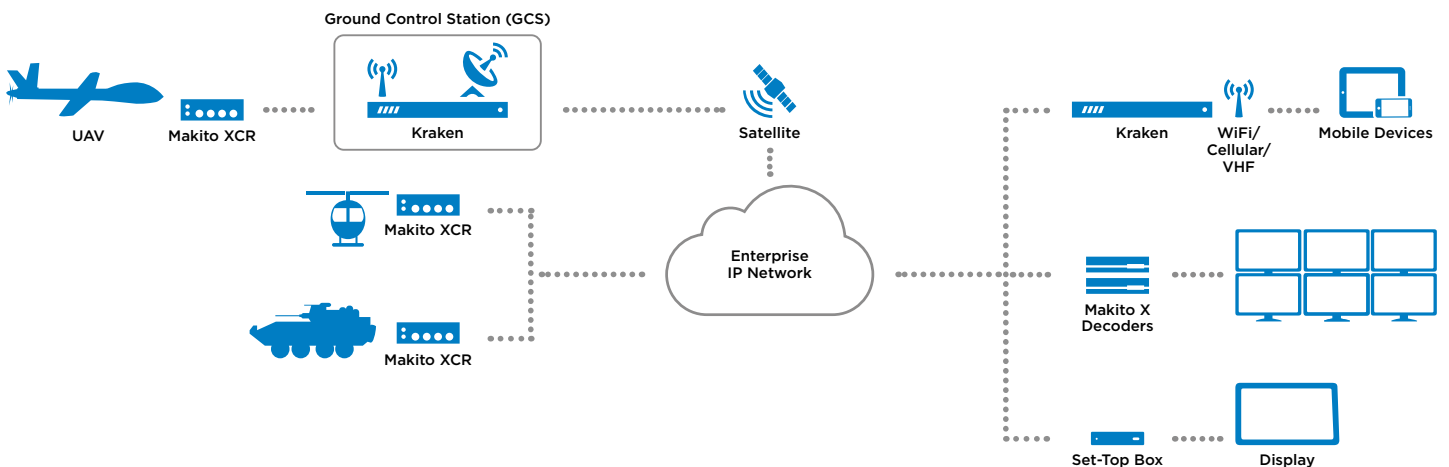 Ground Control Station (GCS)
UAV
Makito XCR
Kraken
Satellite
Kraken
WiFi/
Cellular/
VHF
Mobile Devices
Makito XCR
Enterprise
IP Network
Makito X
Decoders
Makito XCR
Set-Top Box
Display